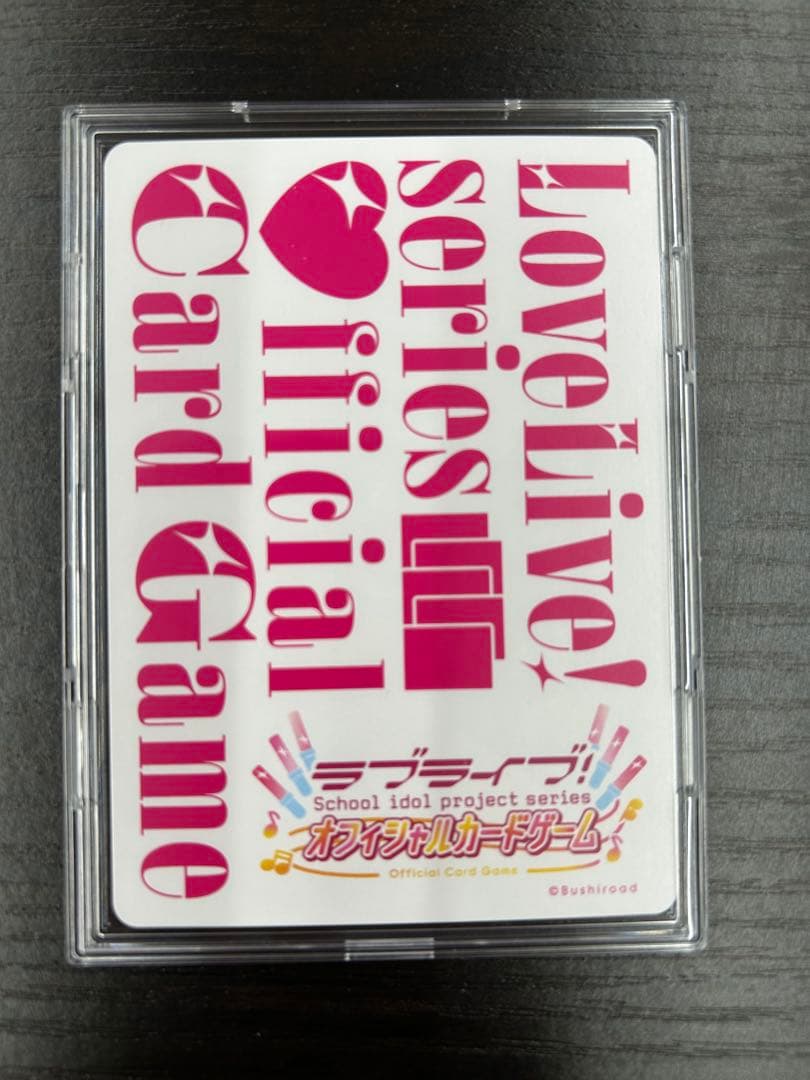 LoveLive!
series
Official
Card Game
ラブライブ!
School idol project series
オフィシャルカードゲーム
Official Card Game
©Bushiroad